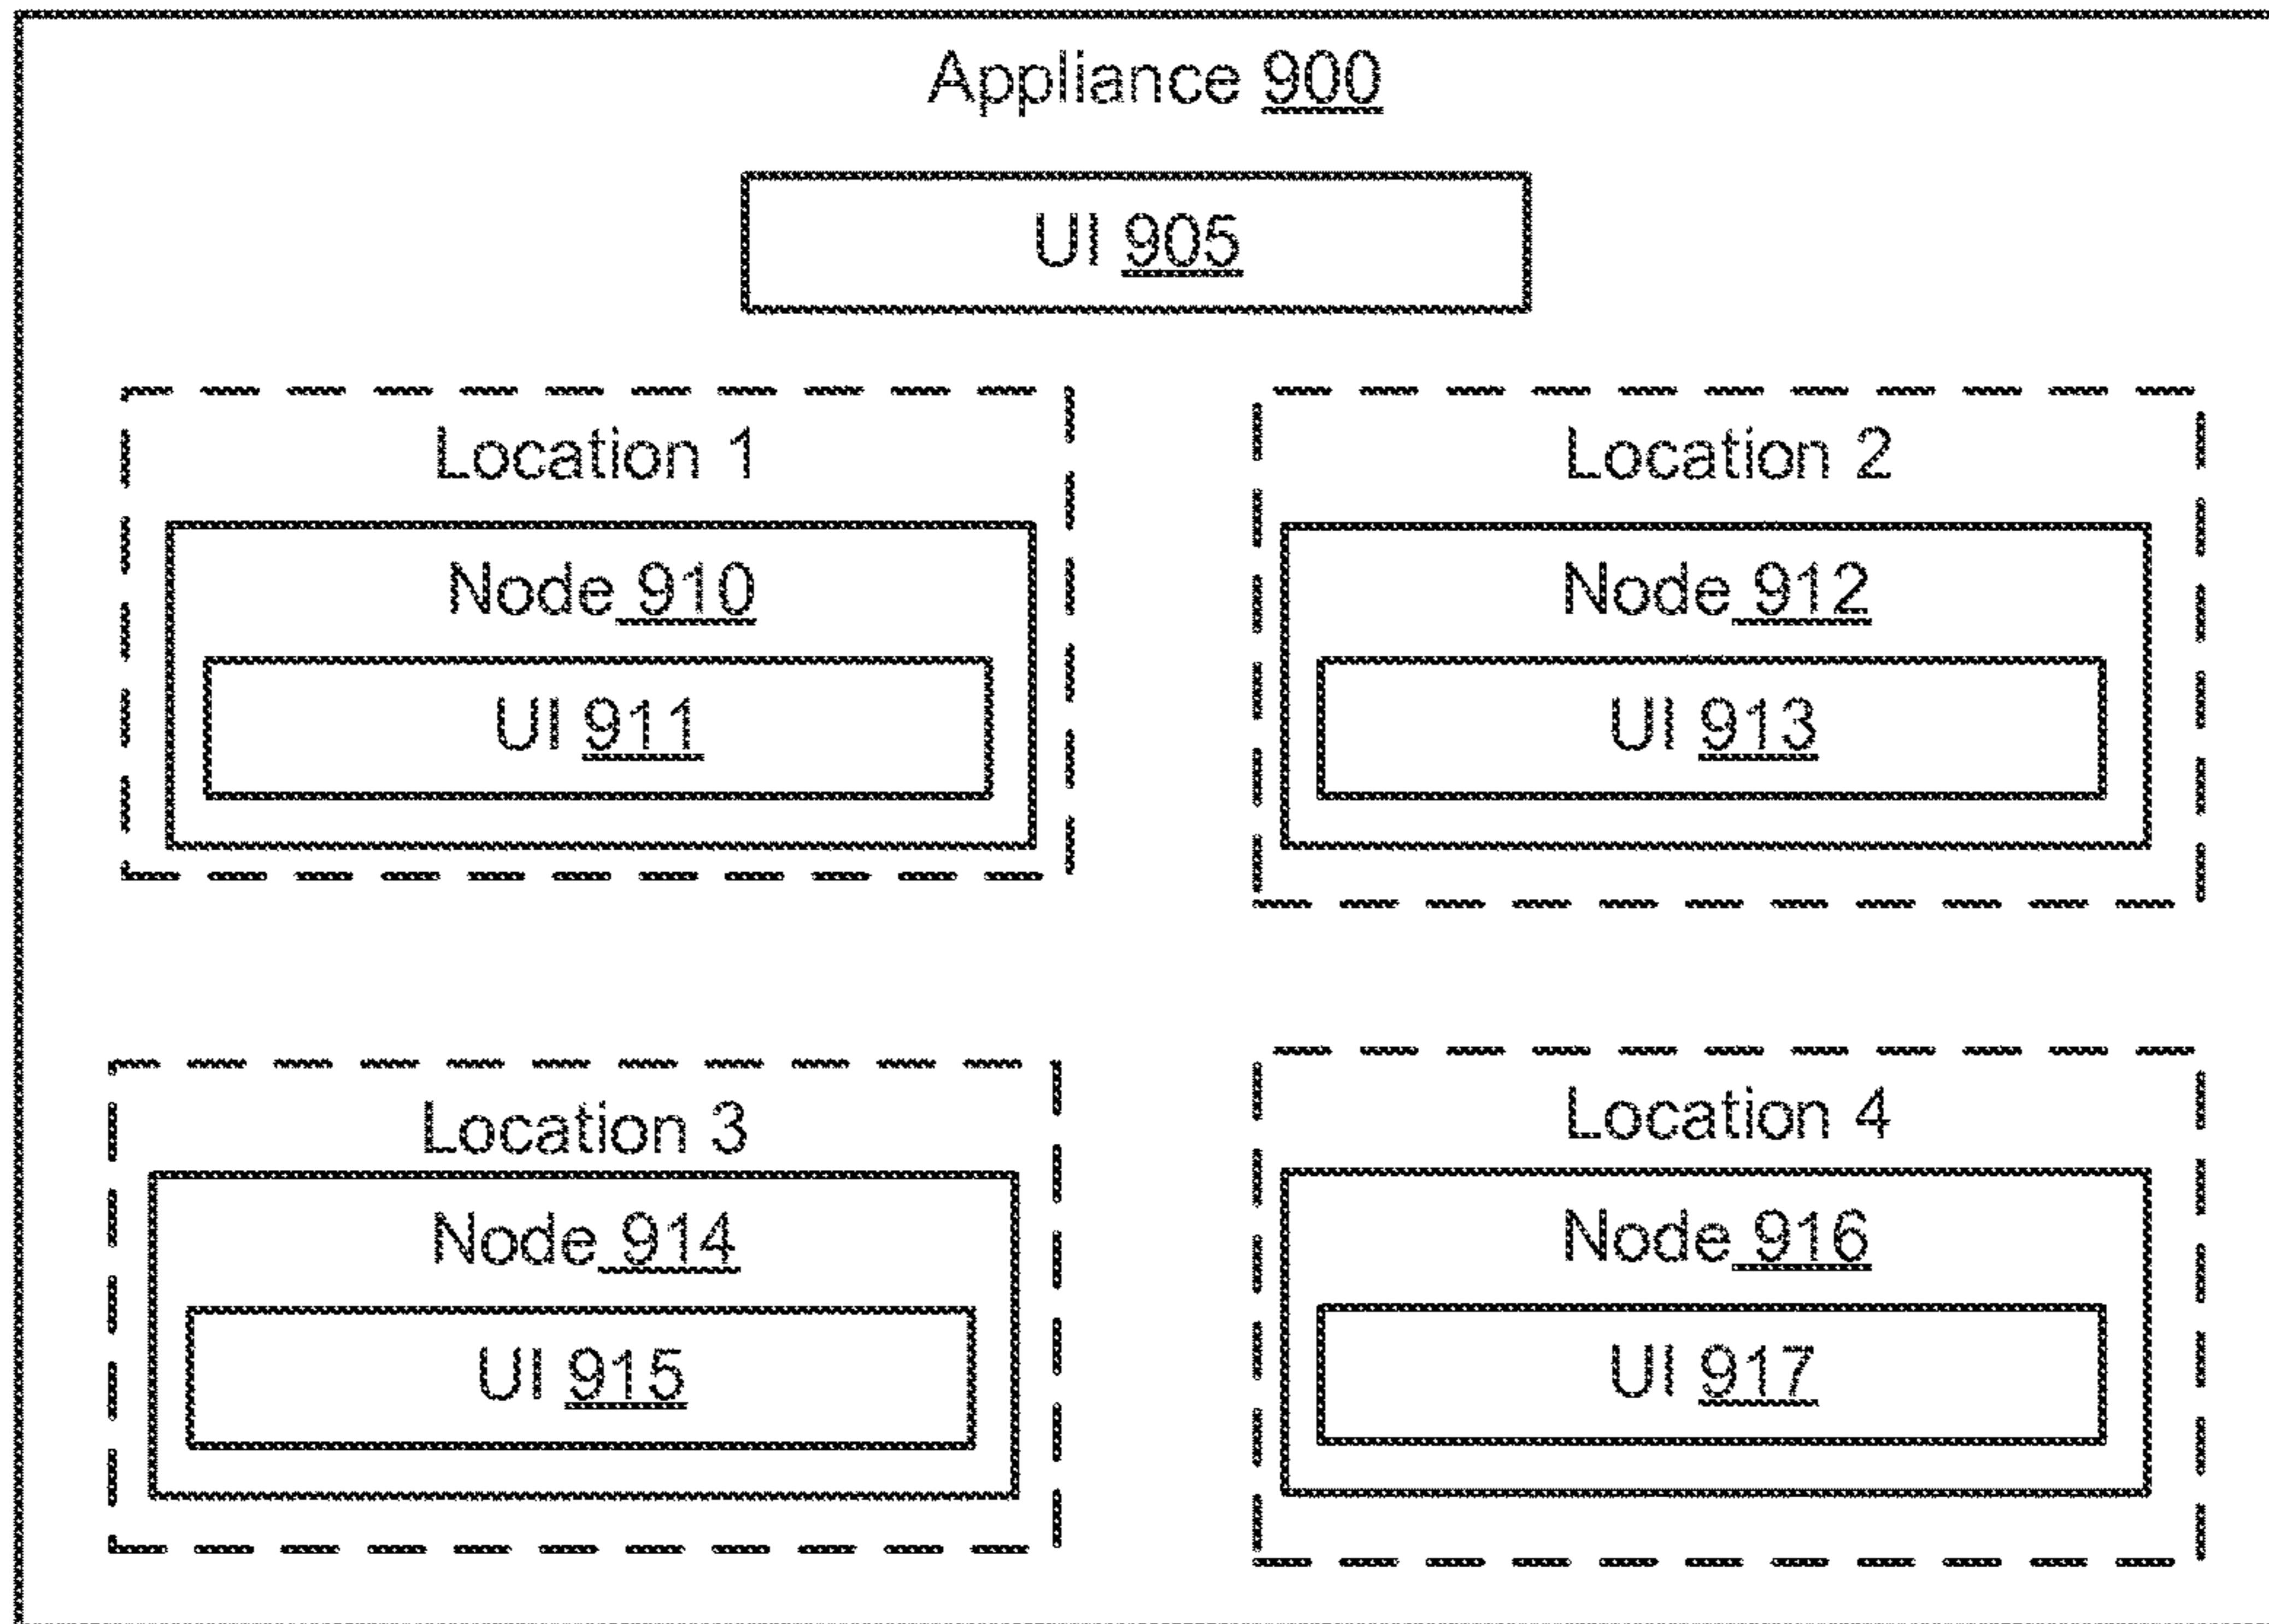 Appliance 900
UI 905
Location 1
Node 910
UI 911
Location 2
Node 912
UI 913
Location 3
Node 914
UI 915
Location 4
Node 916
UI 917